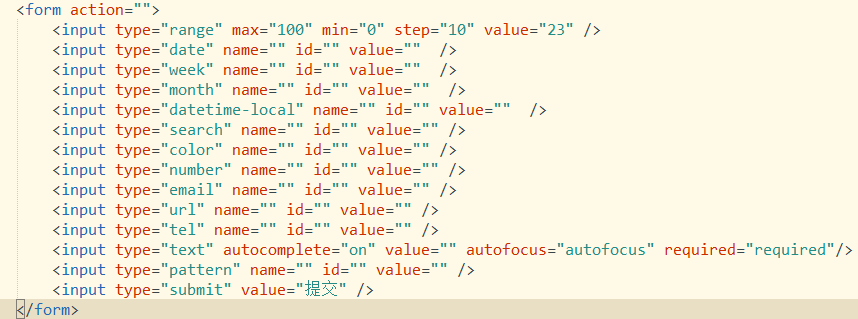 <form action="">
<input type="range" max="100" min="0" step="10" value="23" />
<input type="date" name="" id="" value=""  />
<input type="week" name="" id="" value=""  />
<input type="month" name="" id="" value=""  />
<input type="datetime-local" name="" id="" value=""  />
<input type="search" name="" id="" value="" />
<input type="color" name="" id="" value="" />
<input type="number" name="" id="" value="" />
<input type="email" name="" id="" value="" />
<input type="url" name="" id="" value="" />
<input type="tel" name="" id="" value="" />
<input type="text" autocomplete="on" value="" autofocus="autofocus" required="required"/>
<input type="pattern" name="" id="" value="" />
<input type="submit" value="提交" />
</form>